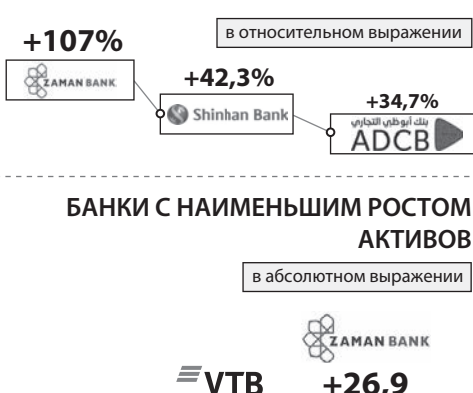 в относительном выражении
+107%
ZAMAN BANK
+42,3%
Shinhan Bank
+34,7%
بنك أبوظبي التجاري
ADCB
БАНКИ С НАИМЕНЬШИМ РОСТОМ
АКТИВОВ
в абсолютном выражении
ZAMAN BANK
VTB
+26,9